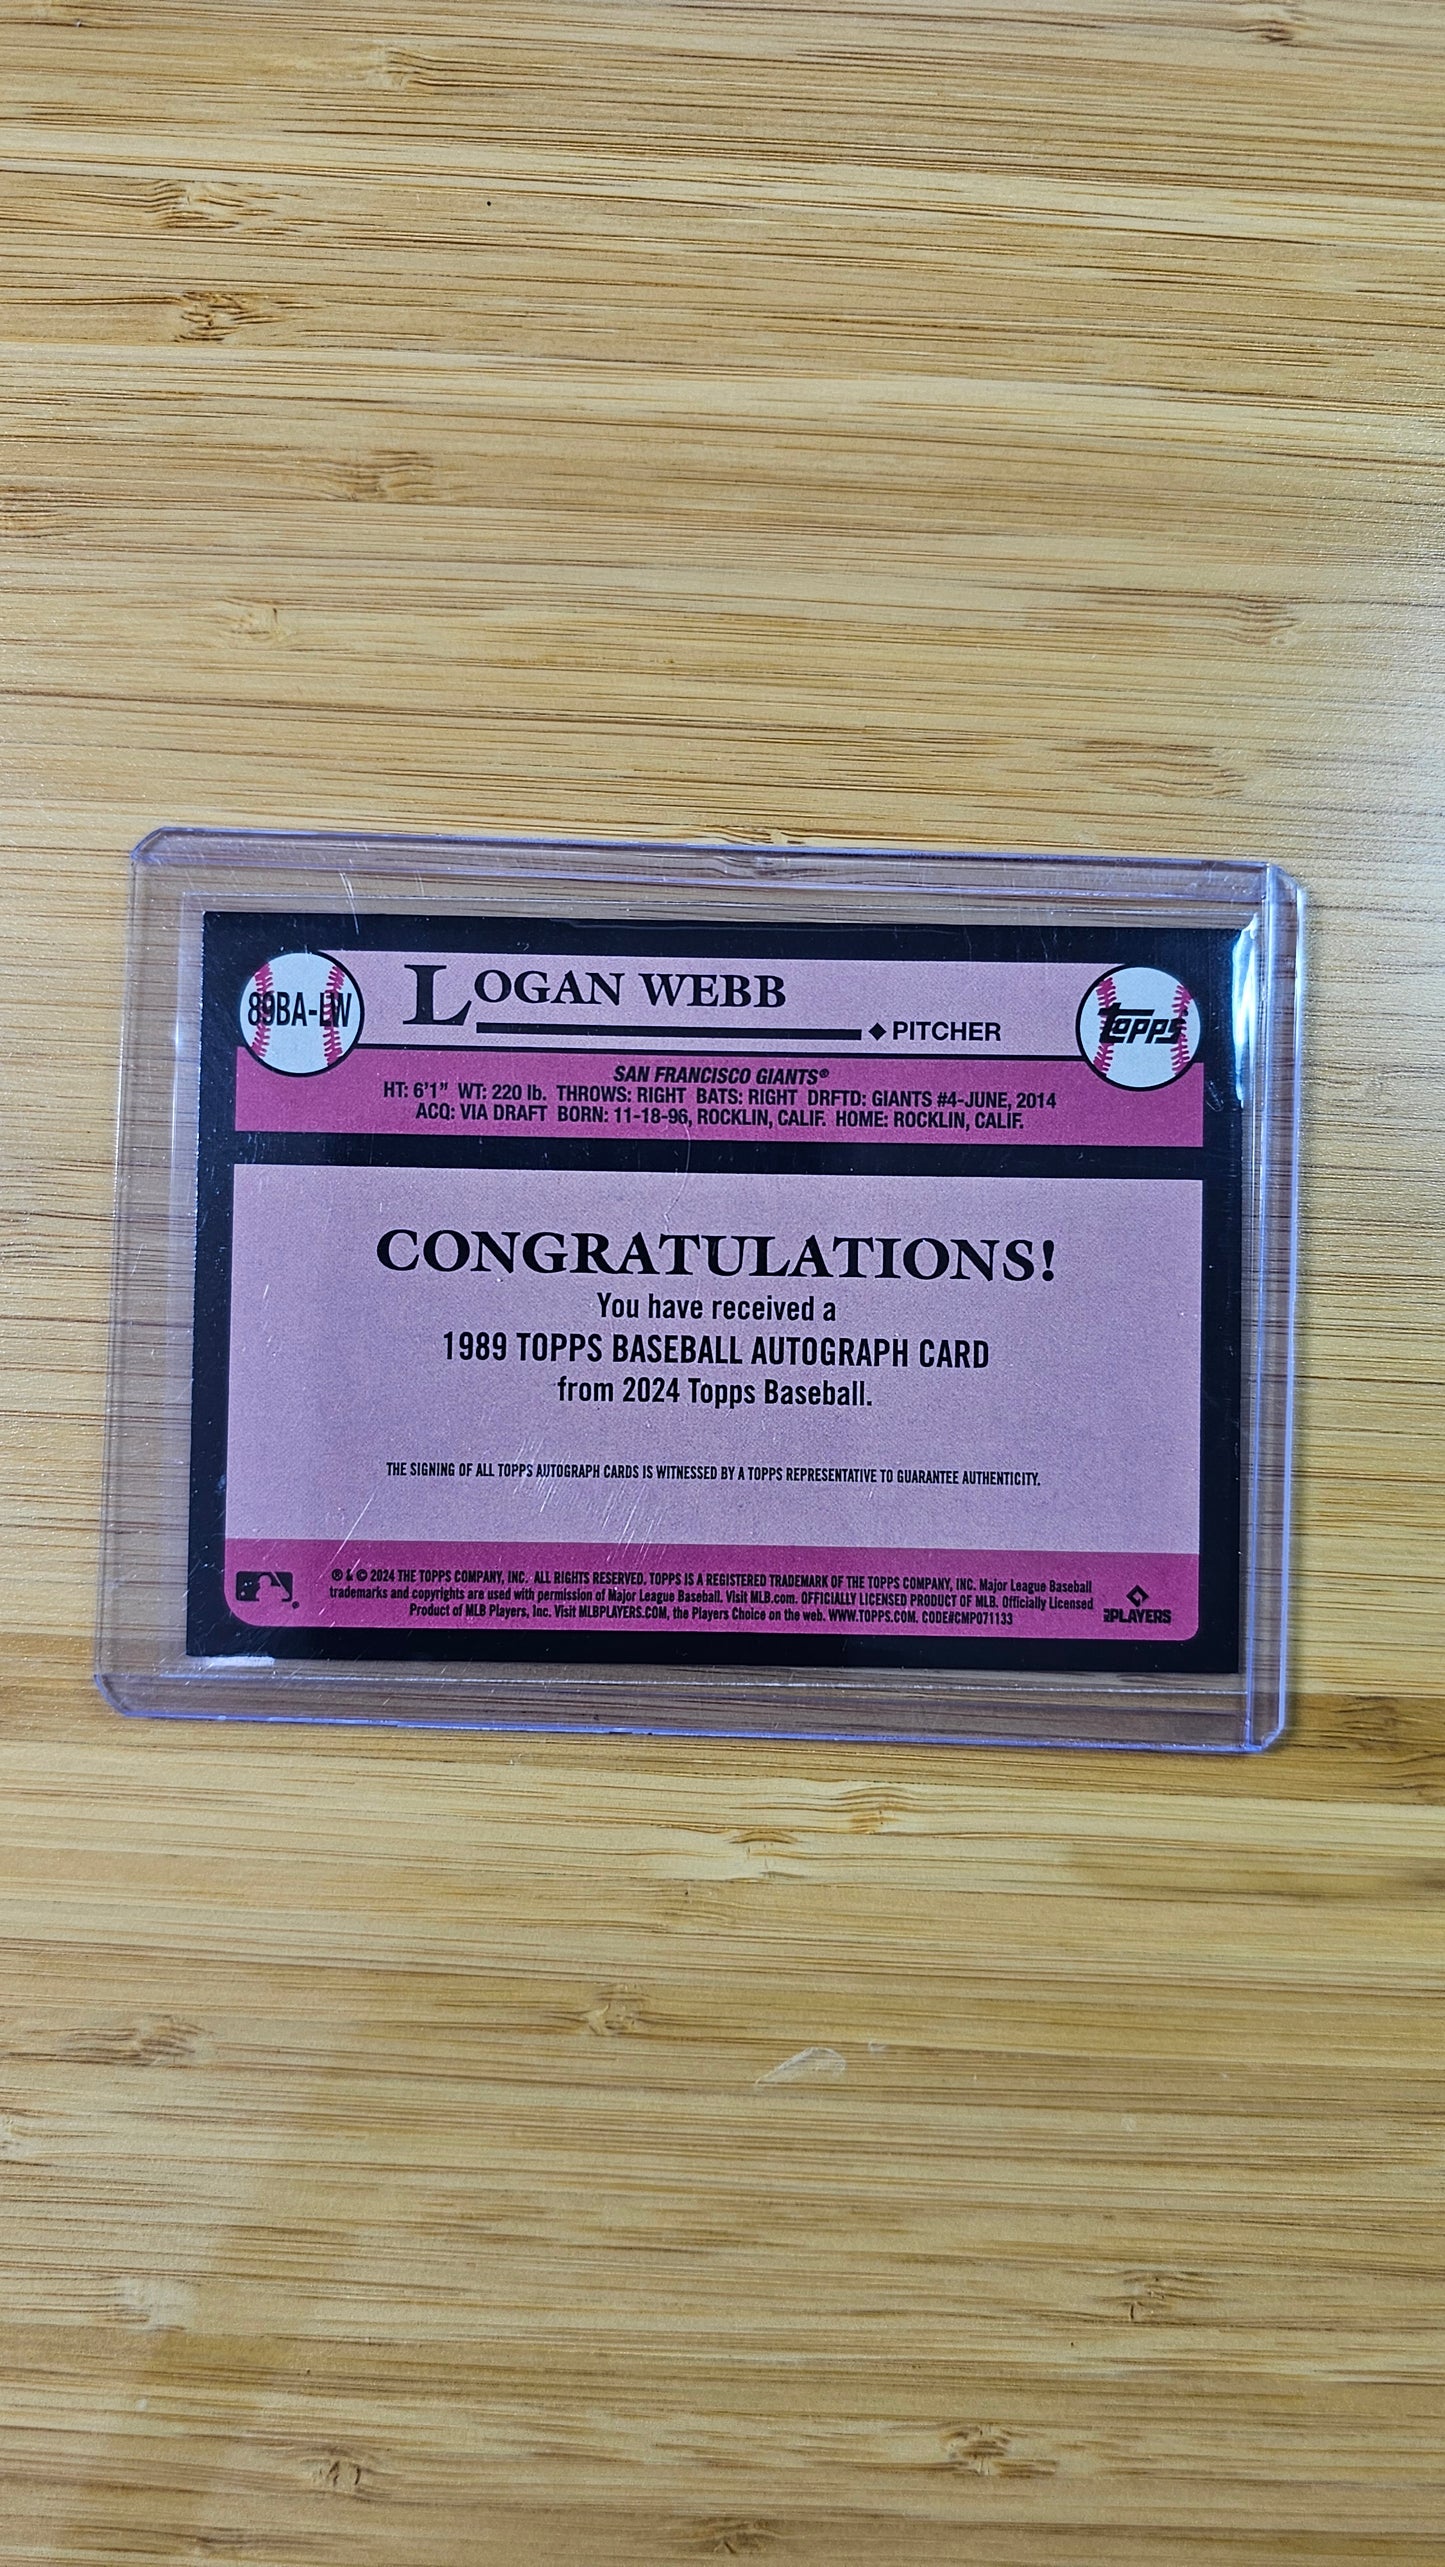 89BA-LW
LOGAN WEBB
◆ PITCHER
topps
SAN FRANCISCO GIANTS®
HT: 6'1" WT: 220 lb. THROWS: RIGHT BATS: RIGHT DRFTD: GIANTS #4-JUNE, 2014
ACQ: VIA DRAFT BORN: 11-18-96, ROCKLIN, CALIF. HOME: ROCKLIN, CALIF.
CONGRATULATIONS!
You have received a
1989 TOPPS BASEBALL AUTOGRAPH CARD
from 2024 Topps Baseball.
THE SIGNING OF ALL TOPPS AUTOGRAPH CARDS IS WITNESSED BY A TOPPS REPRESENTATIVE TO GUARANTEE AUTHENTICITY.
® & © 2024 THE TOPPS COMPANY, INC. ALL RIGHTS RESERVED. TOPPS IS A REGISTERED TRADEMARK OF THE TOPPS COMPANY, INC. Major League Baseball
trademarks and copyrights are used with permission of Major League Baseball. Visit MLB.com. OFFICIALLY LICENSED PRODUCT OF MLB. Officially Licensed
Product of MLB Players, Inc. Visit MLBPLAYERS.COM, the Players Choice on the web. WWW.TOPPS.COM. CODE#CMP071133
MLB PLAYERS